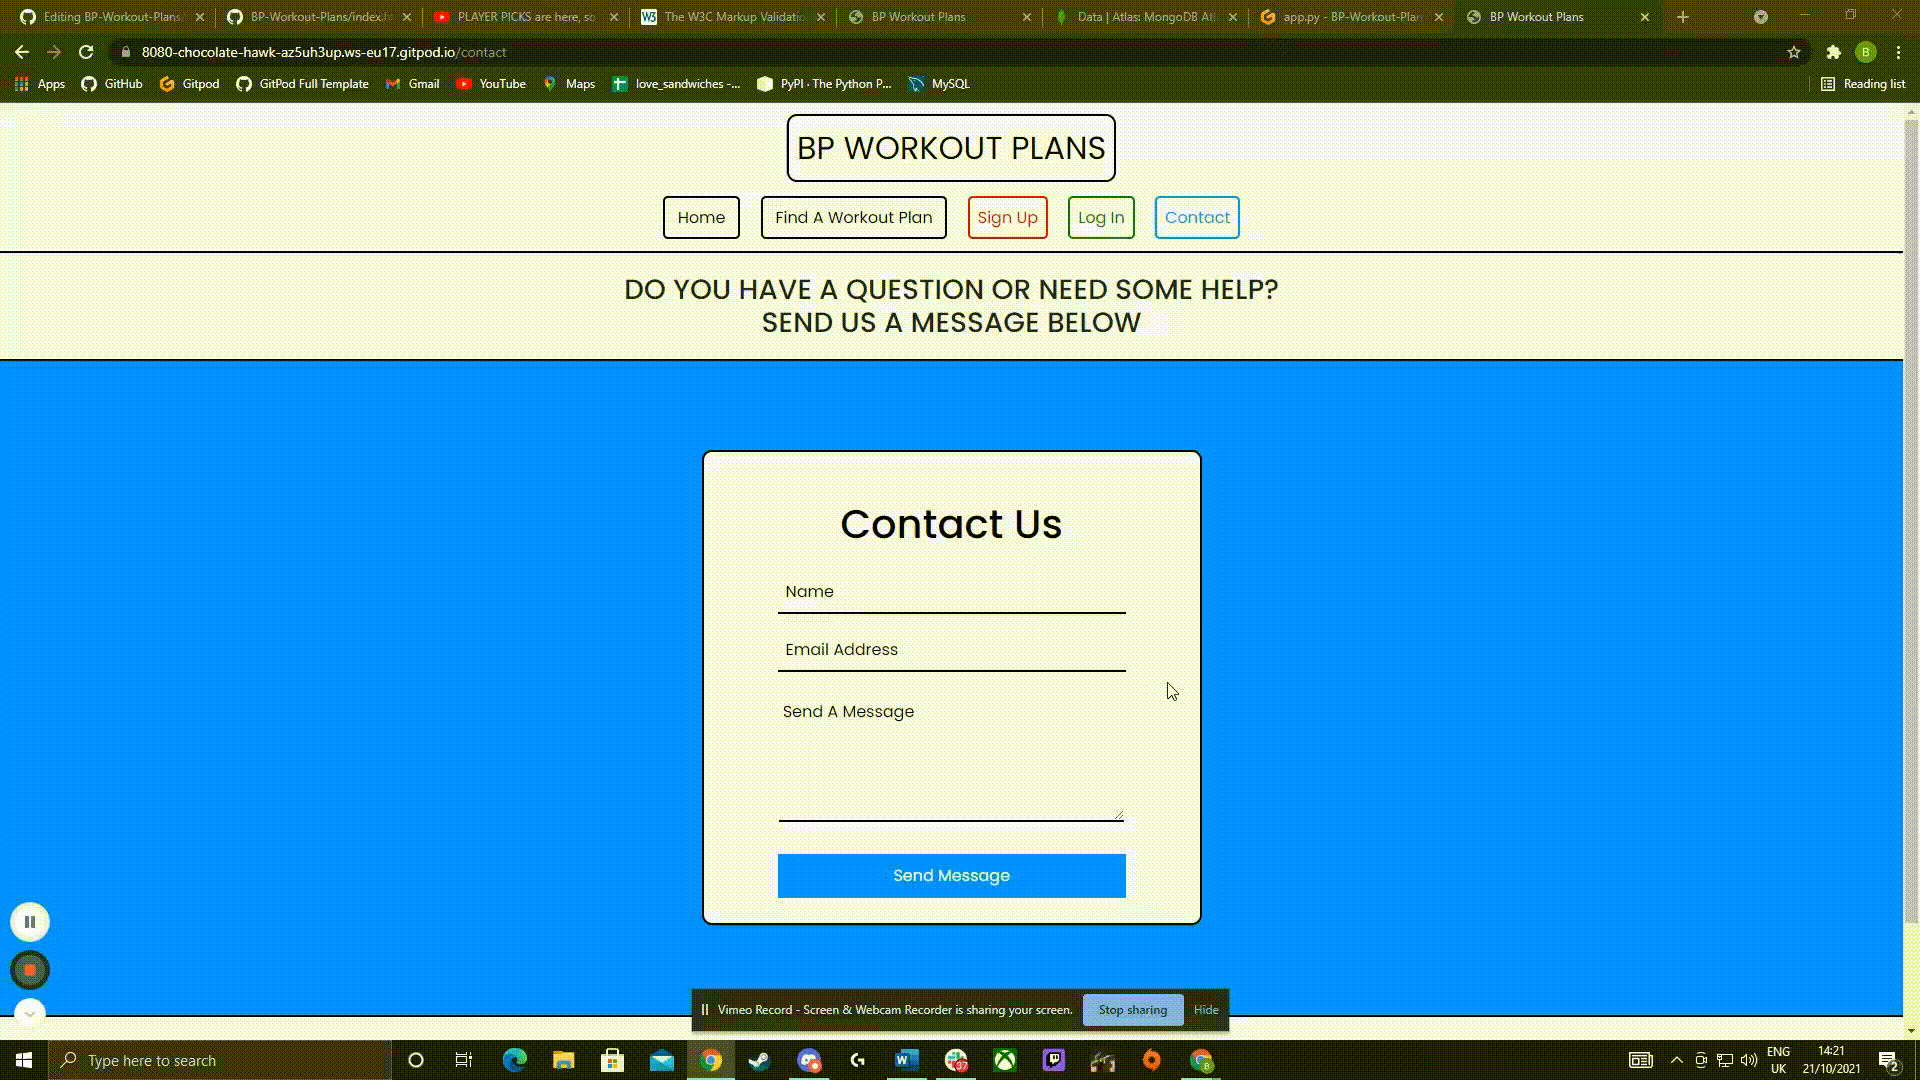 Editing BP-Workout-Plans/
BP-Workout-Plans/index.h
PLAYER PICKS are here, so
The W3C Markup Validatio
BP Workout Plans
Data | Atlas: MongoDB Atl
app.py - BP-Workout-Plan
BP Workout Plans
8080-chocolate-hawk-az5uh3up.ws-eu17.gitpod.io/contact
B
Apps
GitHub
Gitpod
GitPod Full Template
Gmail
YouTube
Maps
love_sandwiches -...
PyPI · The Python P...
MySQL
Reading list
BP WORKOUT PLANS
Home
Find A Workout Plan
Sign Up
Log In
Contact
DO YOU HAVE A QUESTION OR NEED SOME HELP?
SEND US A MESSAGE BELOW
Contact Us
Name
Email Address
Send A Message
Send Message
Vimeo Record - Screen & Webcam Recorder is sharing your screen.
Stop sharing
Hide
Type here to search
37
ENG
UK
14:21
21/10/2021
2